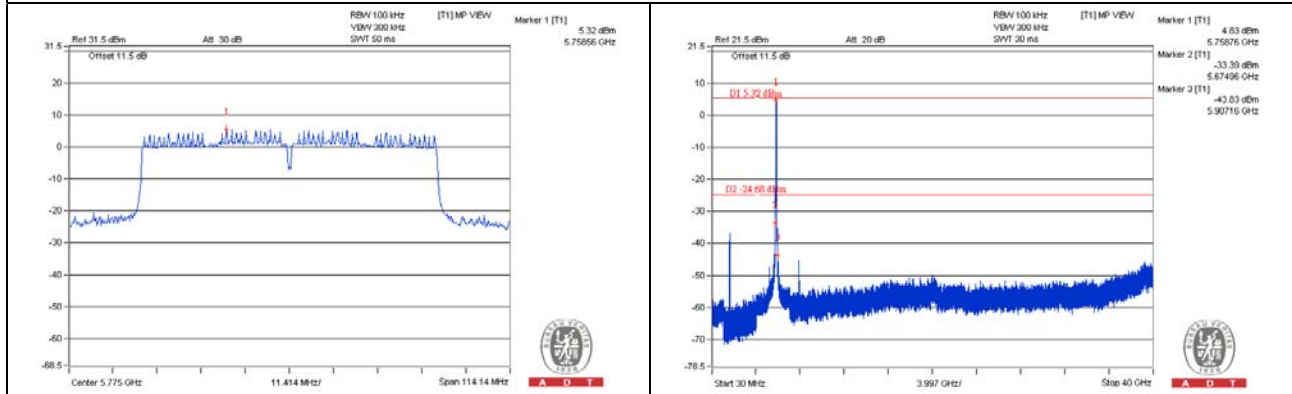 RBW 100 kHz
VBW 300 kHz
SWT 50 ms
[T1] MP VIEW
Marker 1 [T1]
5.32 dBm
5.75856 GHz
Ref 31.5 dBm
Att 30 dB
31.5
Offset 11.5 dB
1
20
10
0
-10
-20
-30
-40
-50
-60
-68.5
Center 5.775 GHz
11.414 MHz/
Span 114.14 MHz
BUREAU VERITAS
1828
A D T
RBW 100 kHz
VBW 300 kHz
SWT 30 ms
[T1] MP VIEW
Marker 1 [T1]
4.83 dBm
5.75876 GHz
Marker 2 [T1]
-33.39 dBm
5.67496 GHz
Marker 3 [T1]
-43.83 dBm
5.90716 GHz
Ref 21.5 dBm
Att 20 dB
21.5
Offset 11.5 dB
1
10
D1 5.32 dBm
0
-10
-20
D2 -24.68 dBm
-30
-40
-50
-60
-70
-78.5
Start 30 MHz
3.997 GHz/
Stop 40 GHz
BUREAU VERITAS
1828
A D T